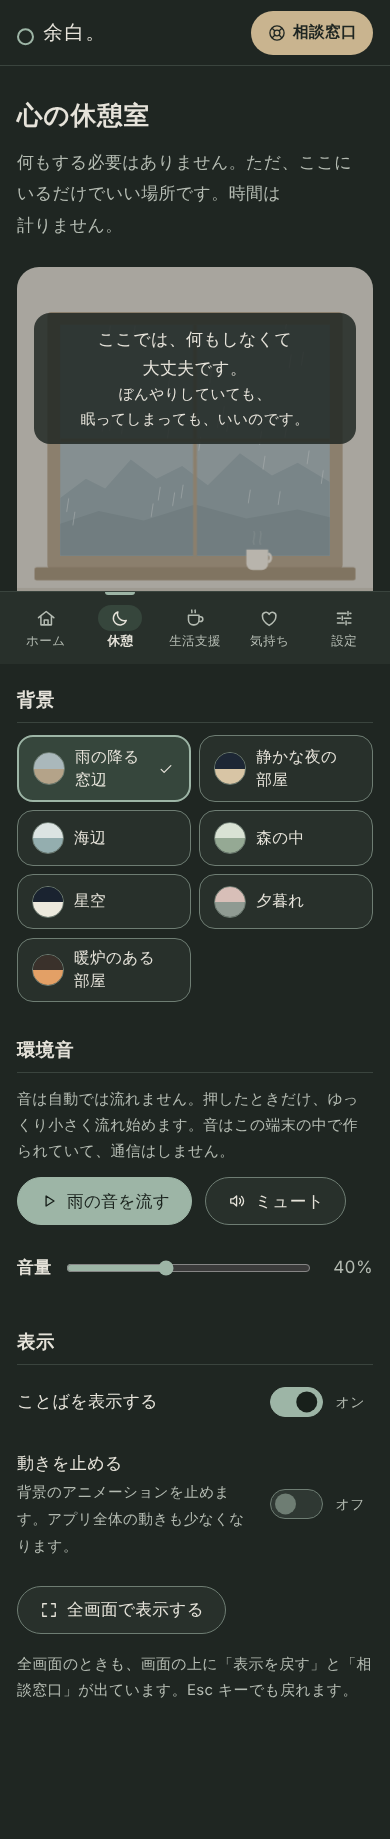 余白。
相談窓口
心の休憩室
何もする必要はありません。ただ、ここに
いるだけでいい場所です。時間は
計りません。
ここでは、何もしなくて
大丈夫です。
ぼんやりしていても、
眠ってしまっても、いいのです。
ホーム
休憩
生活支援
気持ち
設定
背景
雨の降る
窓辺
静かな夜の
部屋
海辺
森の中
星空
夕暮れ
暖炉のある
部屋
環境音
音は自動では流れません。押したときだけ、ゆっ
くり小さく流れ始めます。音はこの端末の中で作
られていて、通信はしません。
雨の音を流す
ミュート
音量
40%
表示
ことばを表示する
オン
動きを止める
背景のアニメーションを止めま
す。アプリ全体の動きも少なくな
ります。
オフ
全画面で表示する
全画面のときも、画面の上に「表示を戻す」と「相
談窓口」が出ています。Esc キーでも戻れます。